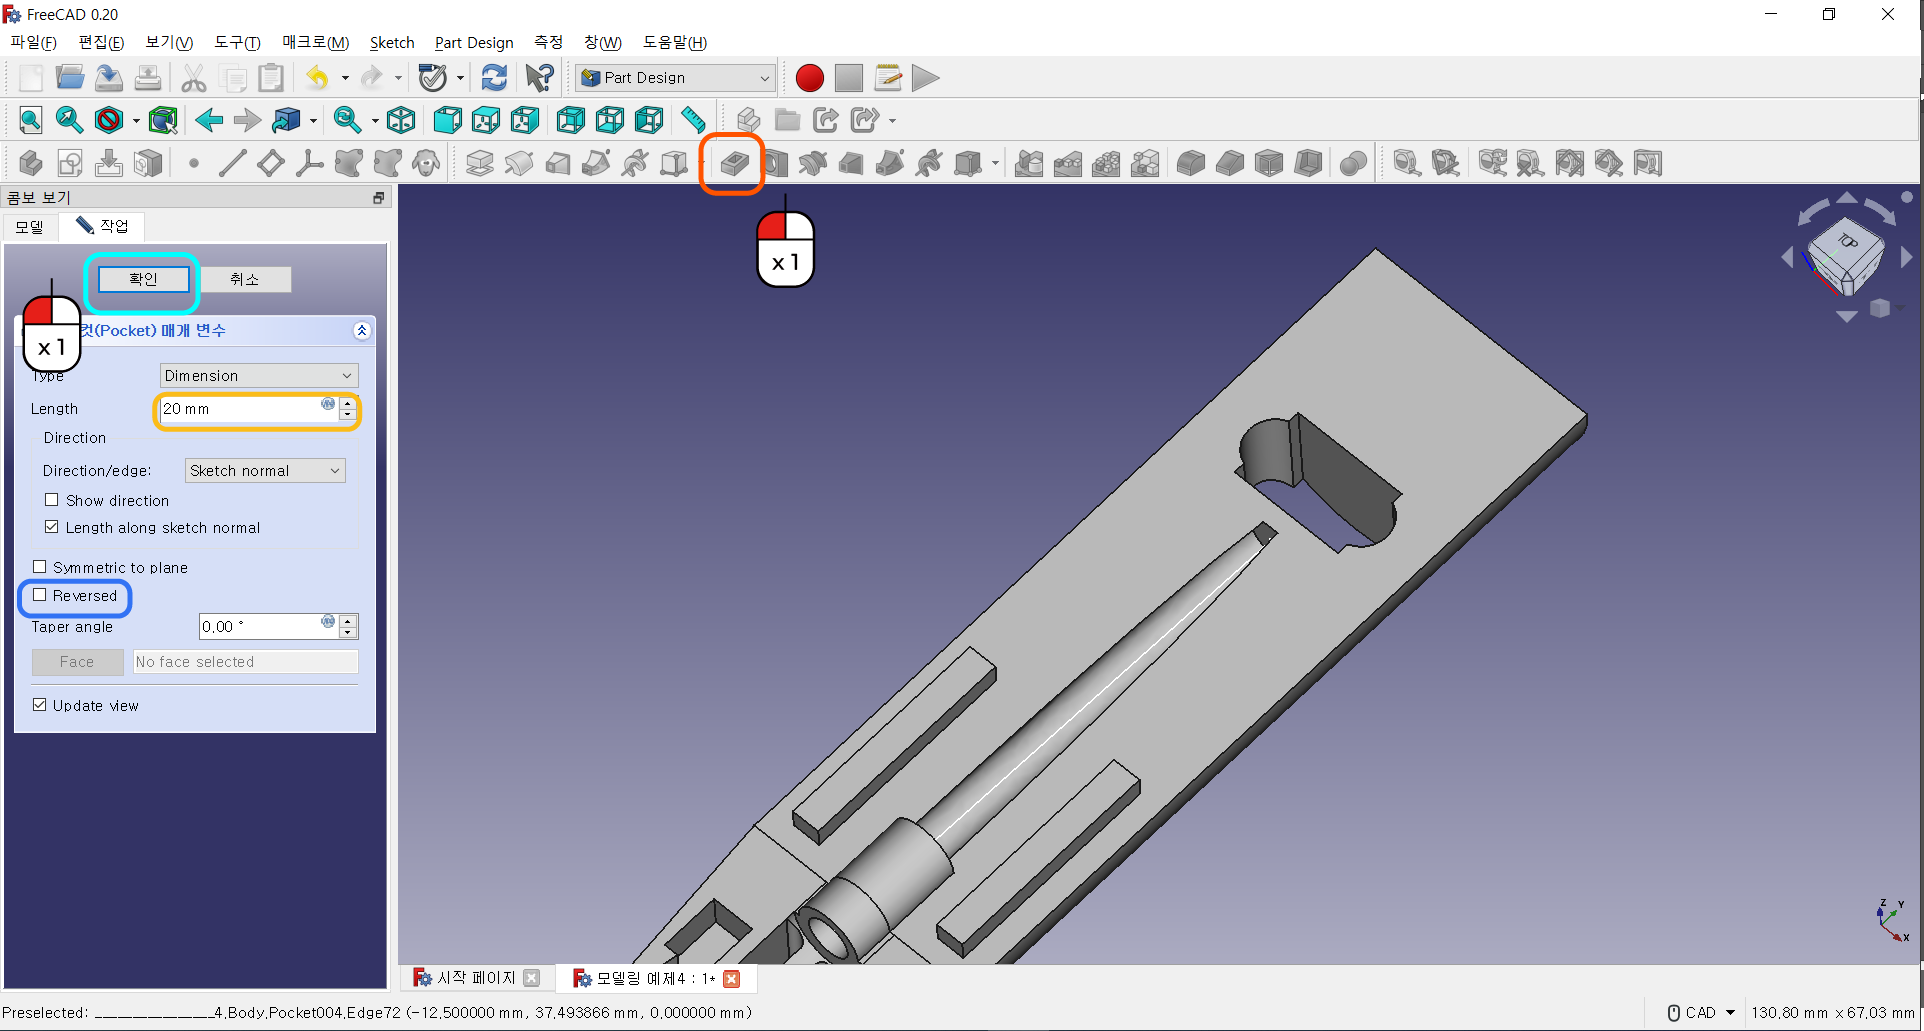 FreeCAD 0.20
파일(F) 편집(E) 보기(V) 도구(T) 매크로(M) Sketch Part Design 측정 창(W) 도움말(H)
Part Design
콤보 보기
모델 작업
확인 취소
x 1
x 1
컷(Pocket) 매개 변수
Type Dimension
Length 20 mm
Direction
Direction/edge: Sketch normal
Show direction
Length along sketch normal
Symmetric to plane
Reversed
Taper angle 0,00 °
Face No face selected
Update view
TOP
Z Y X
시작 페이지 모델링 예제4 : 1*
Preselected: ________________4.Body.Pocket004.Edge72 (-12.500000 mm, 37.493866 mm, 0.000000 mm)
CAD 130.80 mm x 67.03 mm